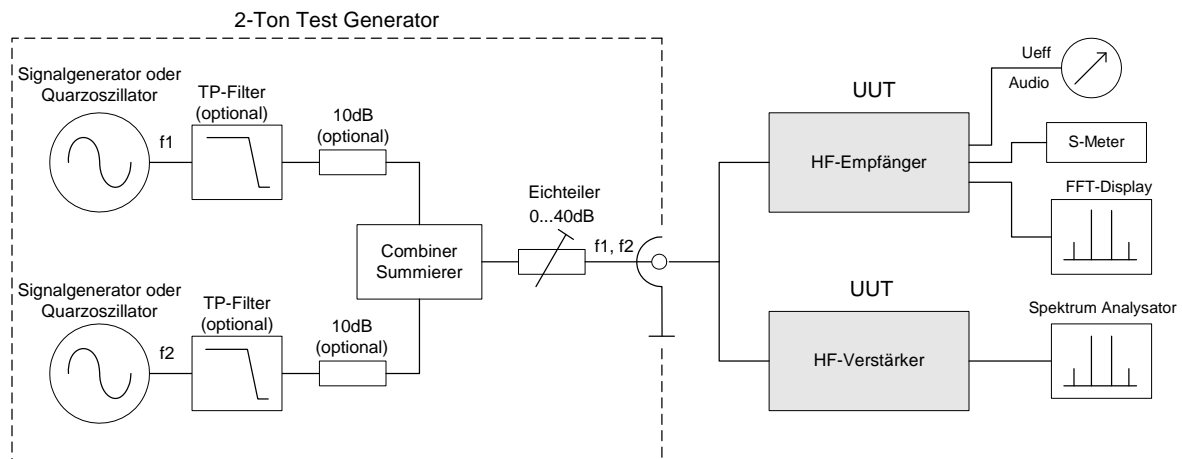 2-Ton Test Generator
Signalgenerator oder
Quarzoszillator
f1
TP-Filter
(optional)
10dB
(optional)
Signalgenerator oder
Quarzoszillator
f2
TP-Filter
(optional)
10dB
(optional)
Combiner
Summierer
Eichteiler
0...40dB
f1, f2
UUT
HF-Empfänger
Ueff
Audio
S-Meter
FFT-Display
UUT
HF-Verstärker
Spektrum Analysator